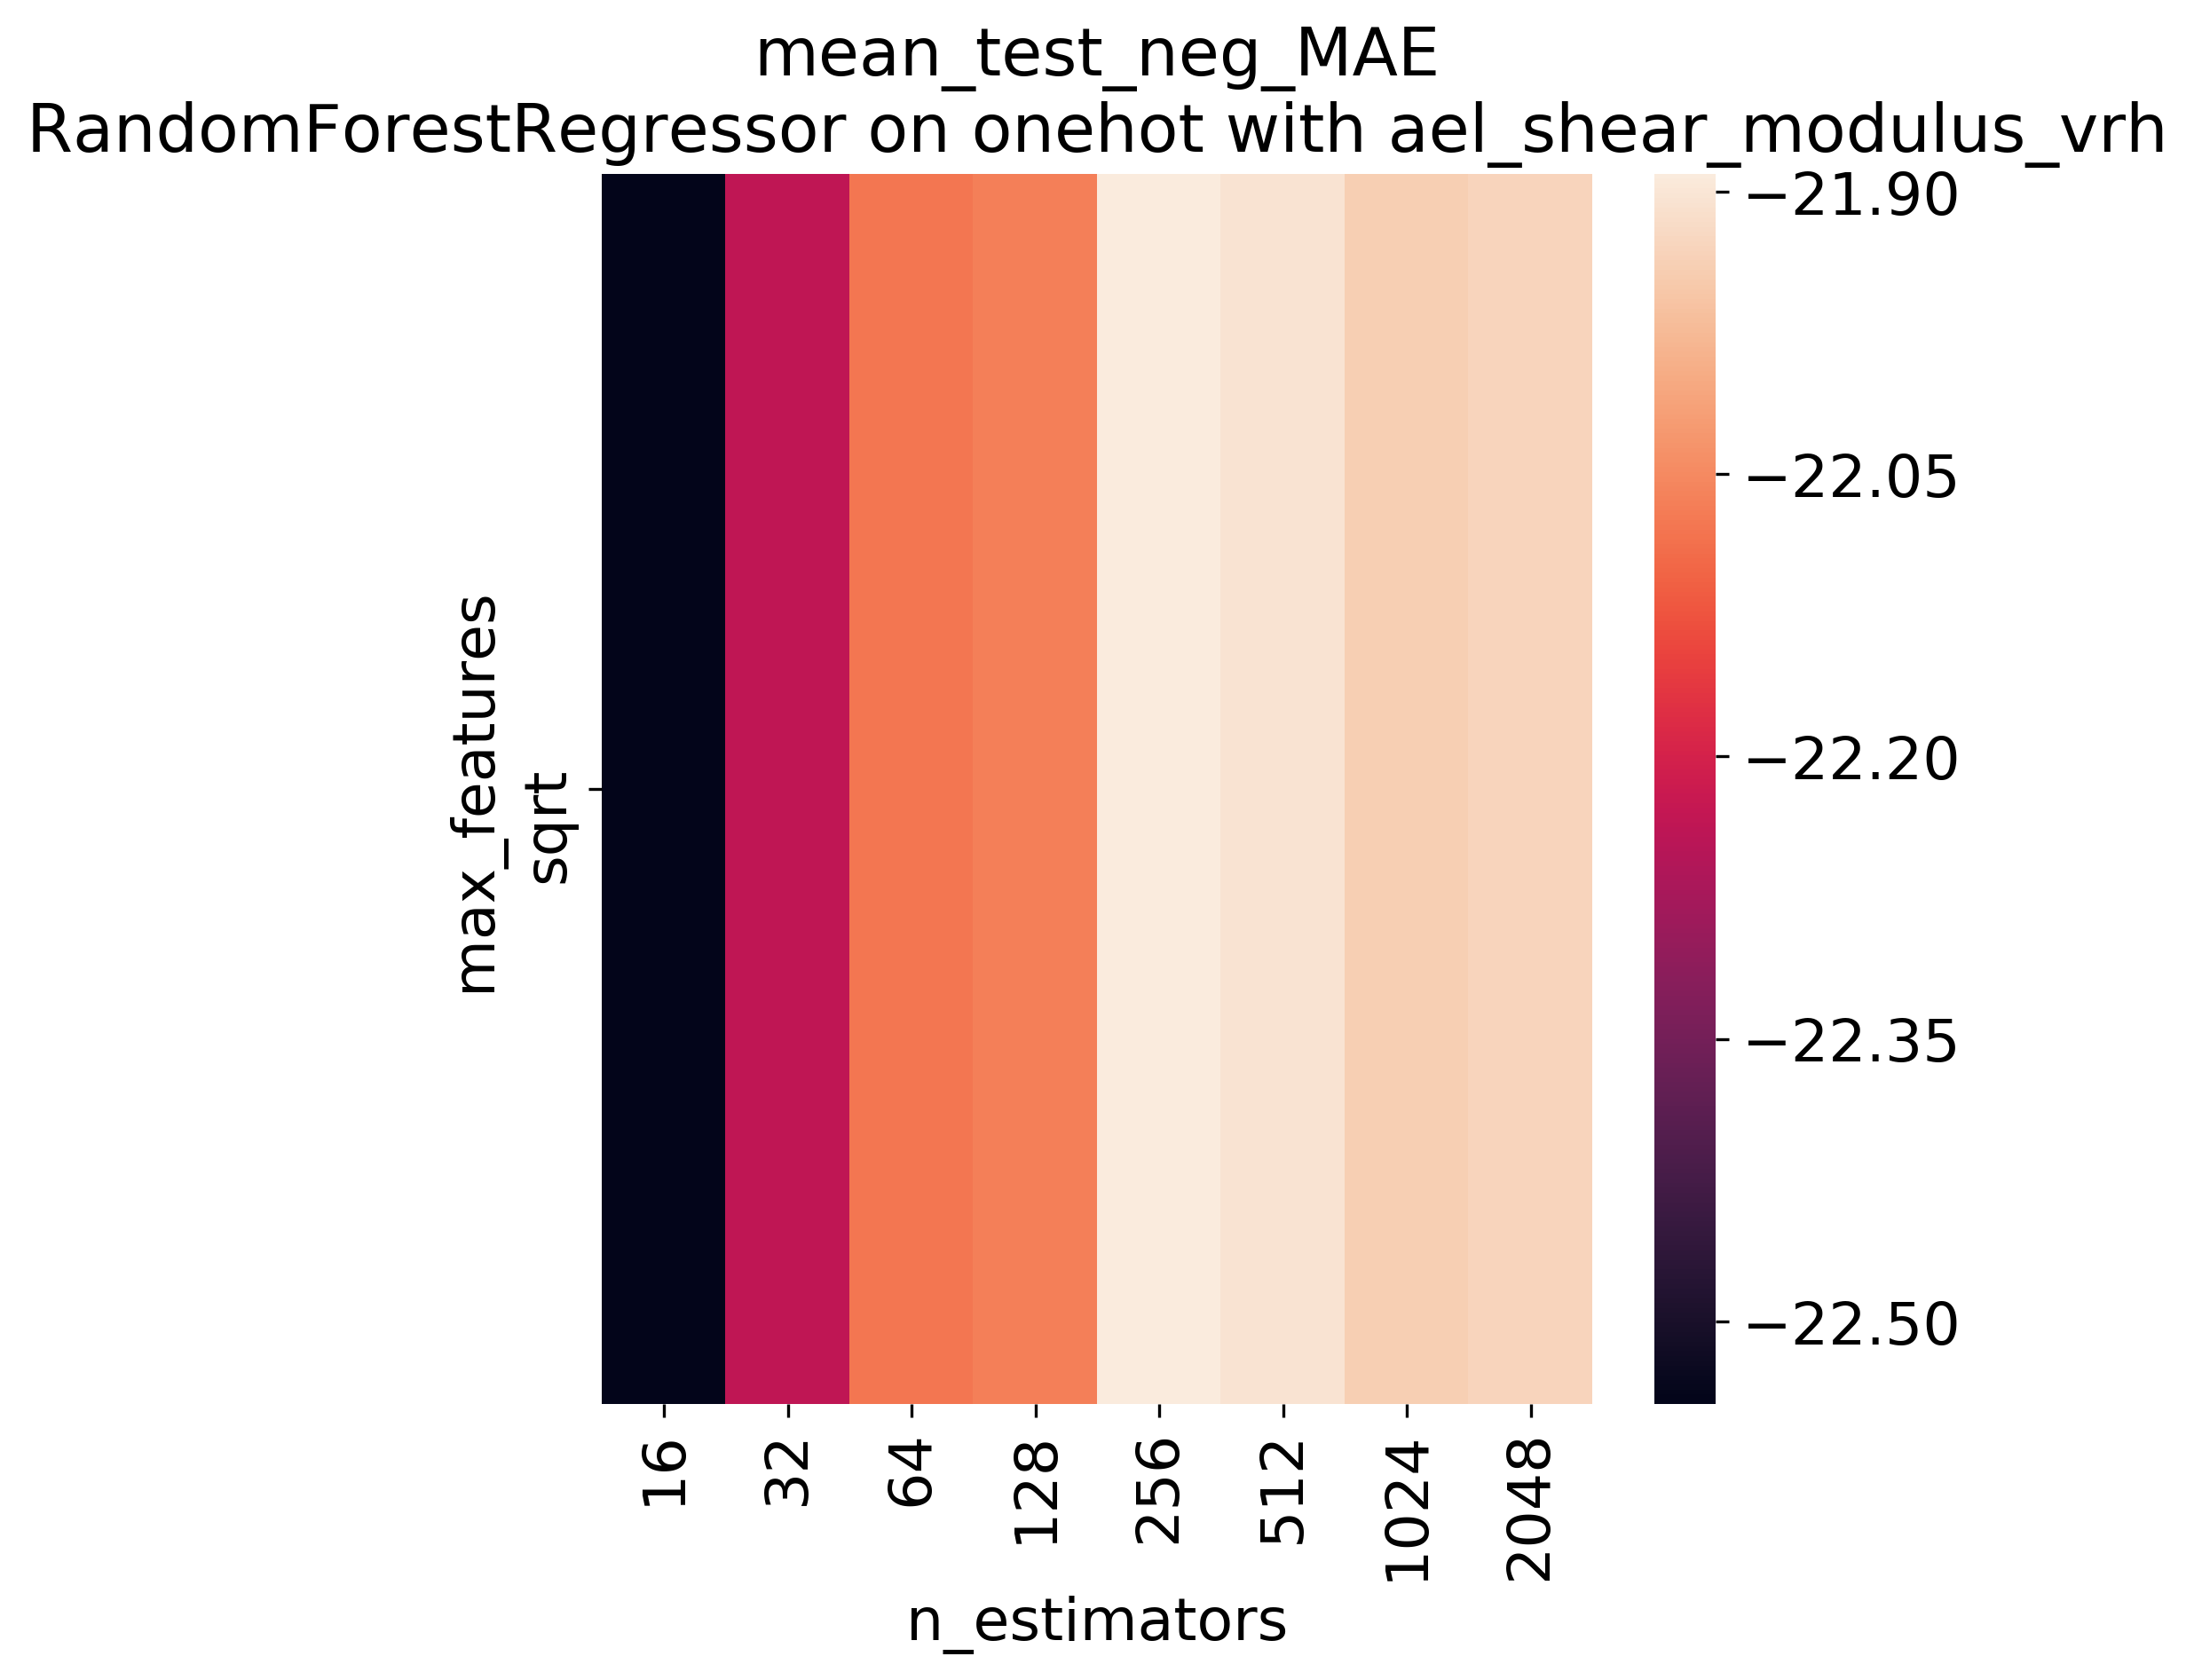 mean_test_neg_MAE
RandomForestRegressor on onehot with ael_shear_modulus_vrh
max_features
sqrt
−21.90
−22.05
−22.20
−22.35
−22.50
16
32
64
128
256
512
1024
2048
n_estimators